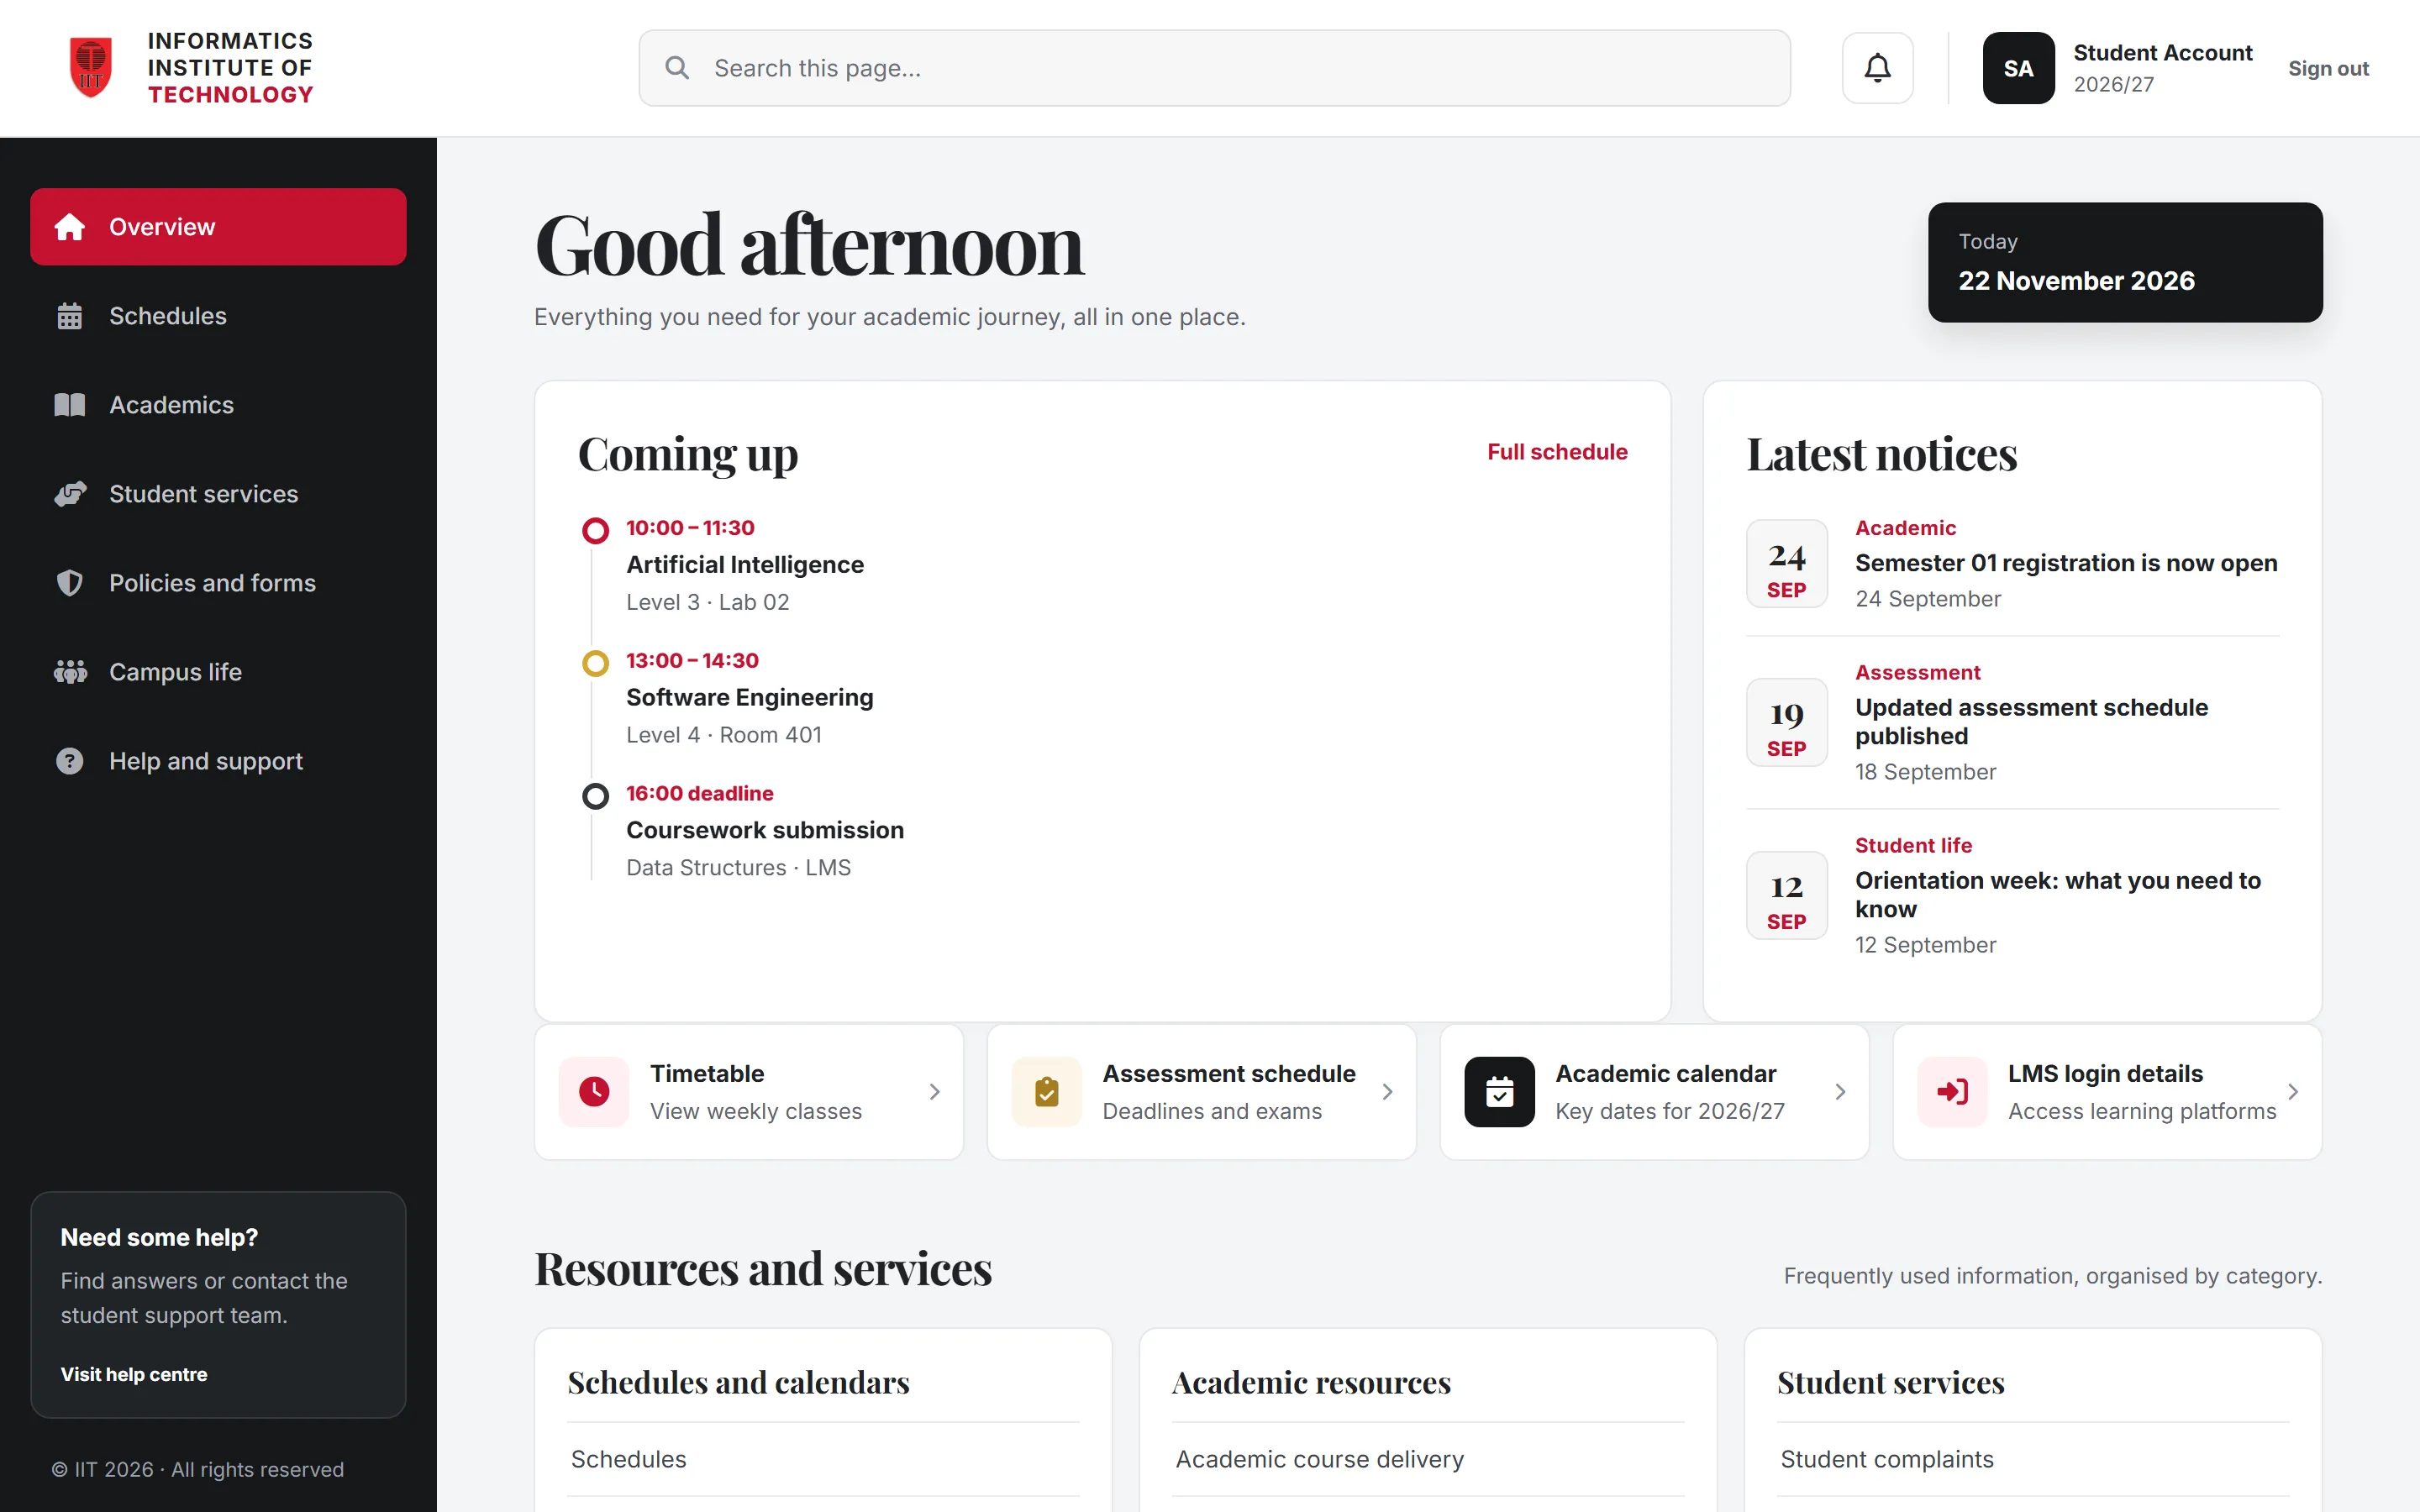 IIT
INFORMATICS
INSTITUTE OF
TECHNOLOGY
Search this page...
SA
Student Account
2026/27
Sign out
Overview
Schedules
Academics
Student services
Policies and forms
Campus life
Help and support
Need some help?
Find answers or contact the
student support team.
Visit help centre
© IIT 2026 · All rights reserved
Good afternoon
Everything you need for your academic journey, all in one place.
Today
22 November 2026
Coming up
Full schedule
10:00 – 11:30
Artificial Intelligence
Level 3 · Lab 02
13:00 – 14:30
Software Engineering
Level 4 · Room 401
16:00 deadline
Coursework submission
Data Structures · LMS
Latest notices
24
SEP
Academic
Semester 01 registration is now open
24 September
19
SEP
Assessment
Updated assessment schedule
published
18 September
12
SEP
Student life
Orientation week: what you need to
know
12 September
Timetable
View weekly classes
Assessment schedule
Deadlines and exams
Academic calendar
Key dates for 2026/27
LMS login details
Access learning platforms
Resources and services
Frequently used information, organised by category.
Schedules and calendars
Schedules
Academic resources
Academic course delivery
Student services
Student complaints